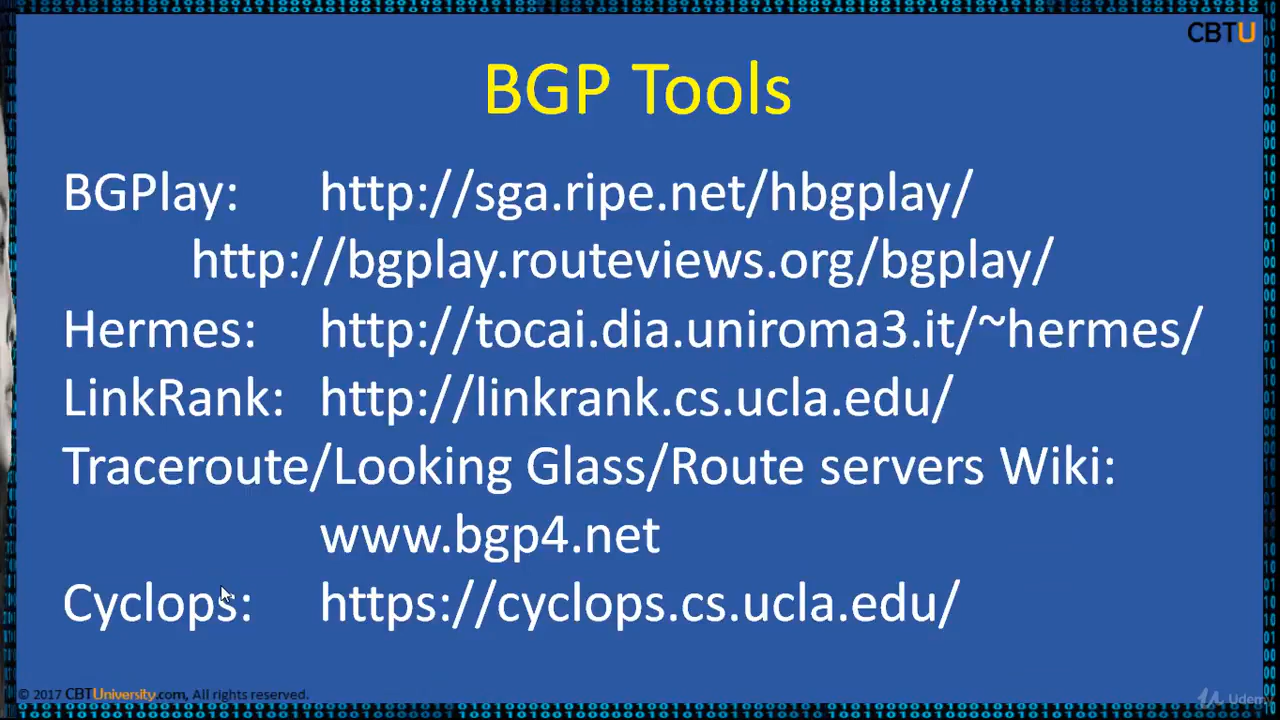 CBTU
BGP Tools
BGPlay: http://sga.ripe.net/hbgplay/
http://bgplay.routeviews.org/bgplay/
Hermes: http://tocai.dia.uniroma3.it/~hermes/
LinkRank: http://linkrank.cs.ucla.edu/
Traceroute/Looking Glass/Route servers Wiki:
www.bgp4.net
Cyclops: https://cyclops.cs.ucla.edu/
© 2017 CBTUniversity.com, All rights reserved.
Udemy